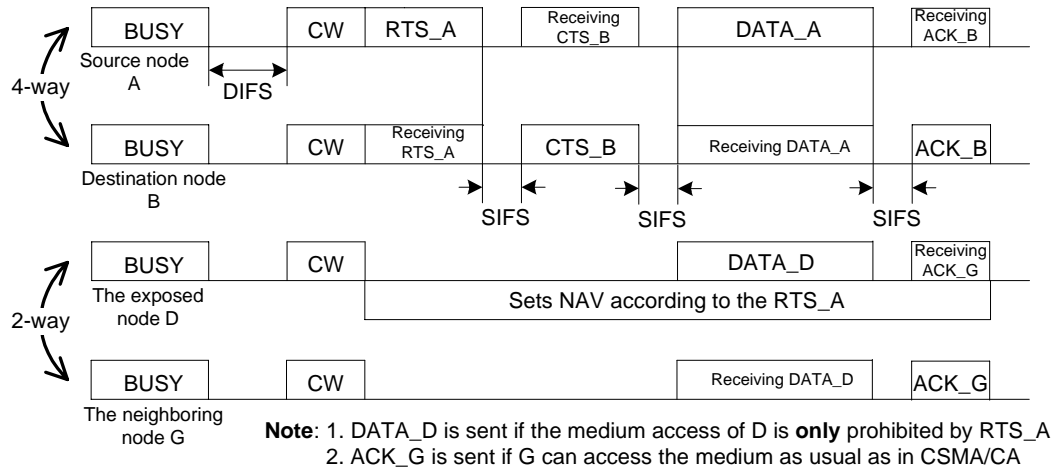 BUSY CW RTS_A Receiving CTS_B DATA_A Receiving ACK_B
Source node A
DIFS
4-way
BUSY CW Receiving RTS_A CTS_B Receiving DATA_A ACK_B
Destination node B
SIFS SIFS SIFS
BUSY CW DATA_D Receiving ACK_G
The exposed node D
Sets NAV according to the RTS_A
2-way
BUSY CW Receiving DATA_D ACK_G
The neighboring node G
Note: 1. DATA_D is sent if the medium access of D is only prohibited by RTS_A
2. ACK_G is sent if G can access the medium as usual as in CSMA/CA